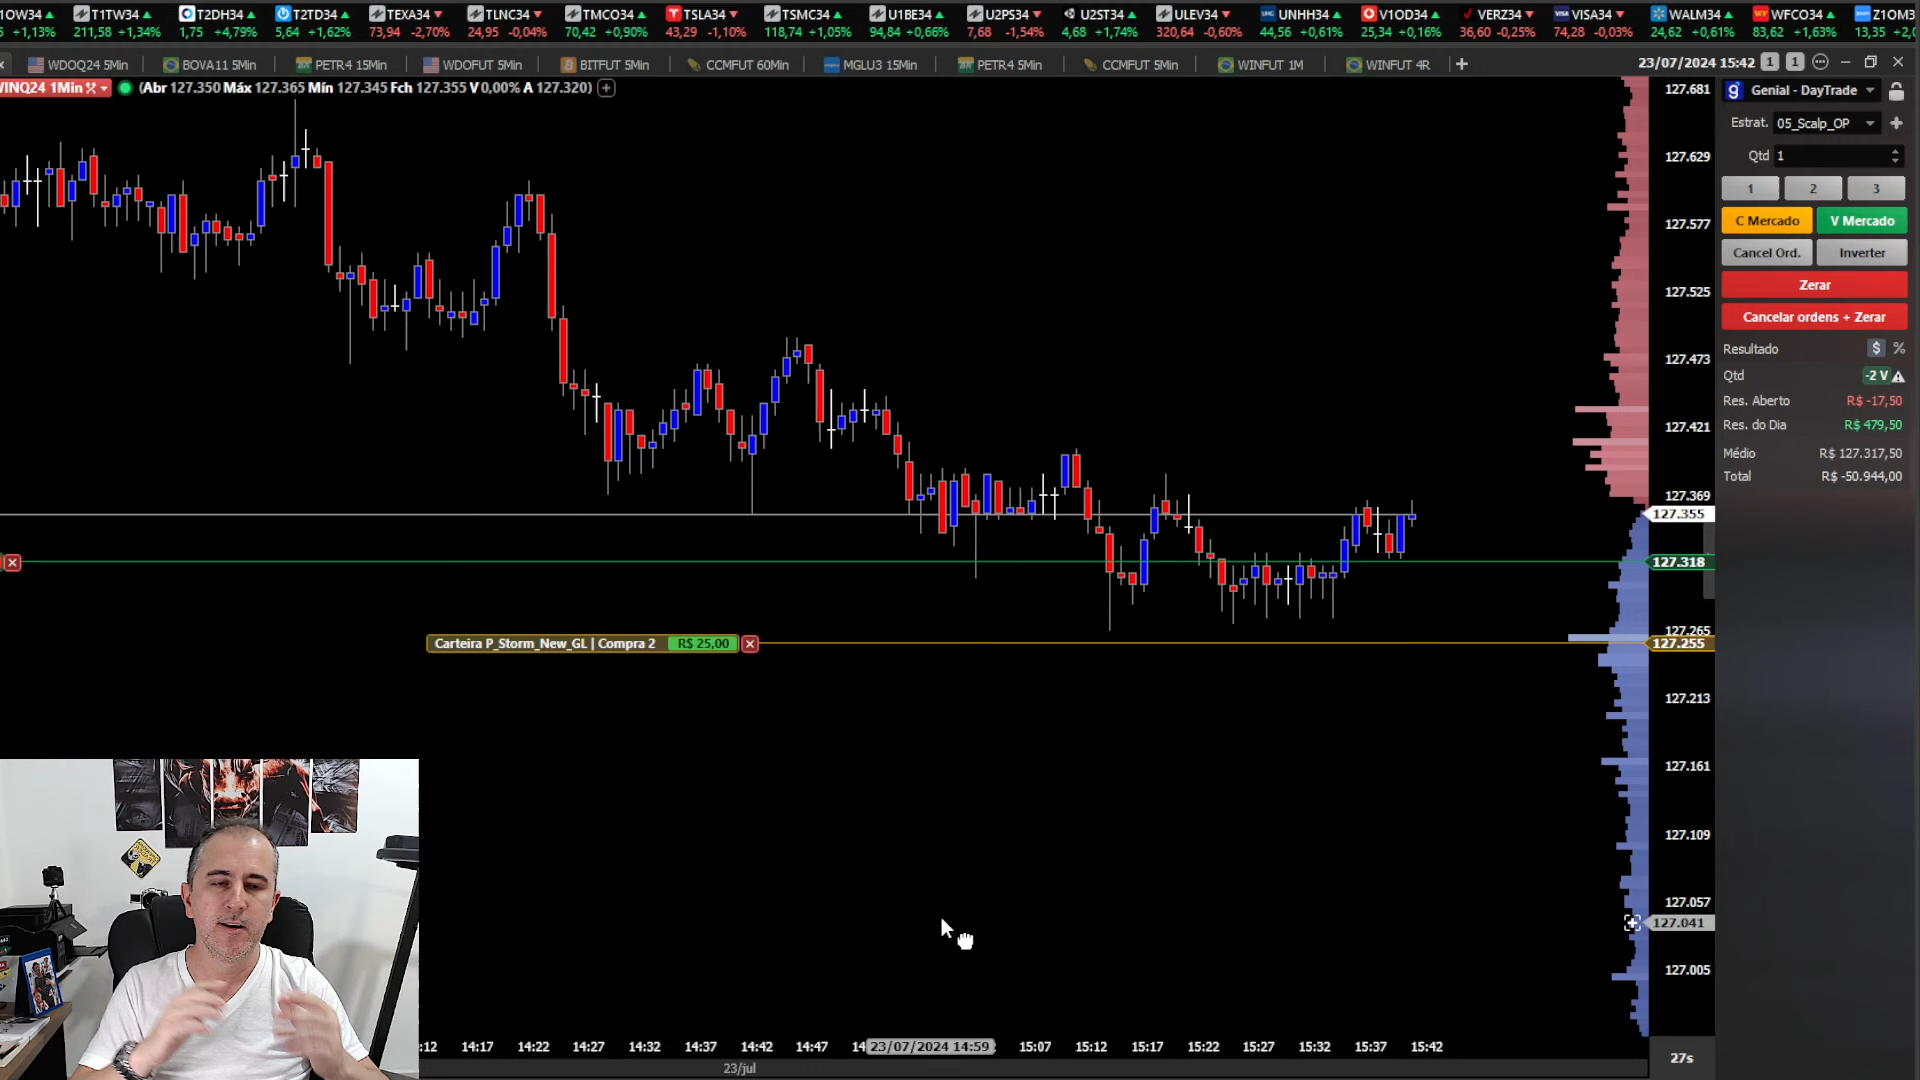 1OW34 T1TW34 T2DH34 T2TD34 TEXA34 TLNC34 TMCO34 TSLA34 TSMC34 U1BE34 U2PS34 U2ST34 ULEV34 UNHH34 V1OD34 VERZ34 VISA34 WALM34 WFCO34 Z1OM3
+1,13% 211,58 +1,34% 1,75 +4,79% 5,64 +1,62% 73,94 -2,70% 24,95 -0,04% 70,42 +0,90% 43,29 -1,10% 118,74 +1,05% 94,84 +0,66% 7,68 -1,54% 4,68 +1,74% 320,64 -0,60% 44,56 +0,61% 25,34 +0,16% 36,60 -0,25% 74,28 -0,03% 24,62 +0,61% 83,62 +1,63% 13,35
WDOQ24 5Min BOVA11 5Min PETR4 15Min WDOFUT 5Min BITFUT 5Min CCMFUT 60Min MGLU3 15Min PETR4 5Min CCMFUT 5Min WINFUT 1M WINFUT 4R + 23/07/2024 15:42 1 1
WINQ24 1Min (Abr 127.350 Máx 127.365 Mín 127.345 Fch 127.355 V 0,00% A 127.320)
127.681
127.629
127.577
127.525
127.473
127.421
127.369
127.355
127.318
127.265
127.255
127.213
127.161
127.109
127.057
127.041
127.005
Carteira P_Storm_New_GL | Compra 2 R$ 25,00
Genial - DayTrade
Estrat. 05_Scalp_OP
Qtd 1
1 2 3
C Mercado V Mercado
Cancel Ord. Inverter
Zerar
Cancelar ordens + Zerar
Resultado $ %
Qtd -2 V
Res. Aberto R$ -17,50
Res. do Dia R$ 479,50
Médio R$ 127.317,50
Total R$ -50.944,00
:12 14:17 14:22 14:27 14:32 14:37 14:42 14:47 14 23/07/2024 14:59 15:07 15:12 15:17 15:22 15:27 15:32 15:37 15:42
23/jul
27s